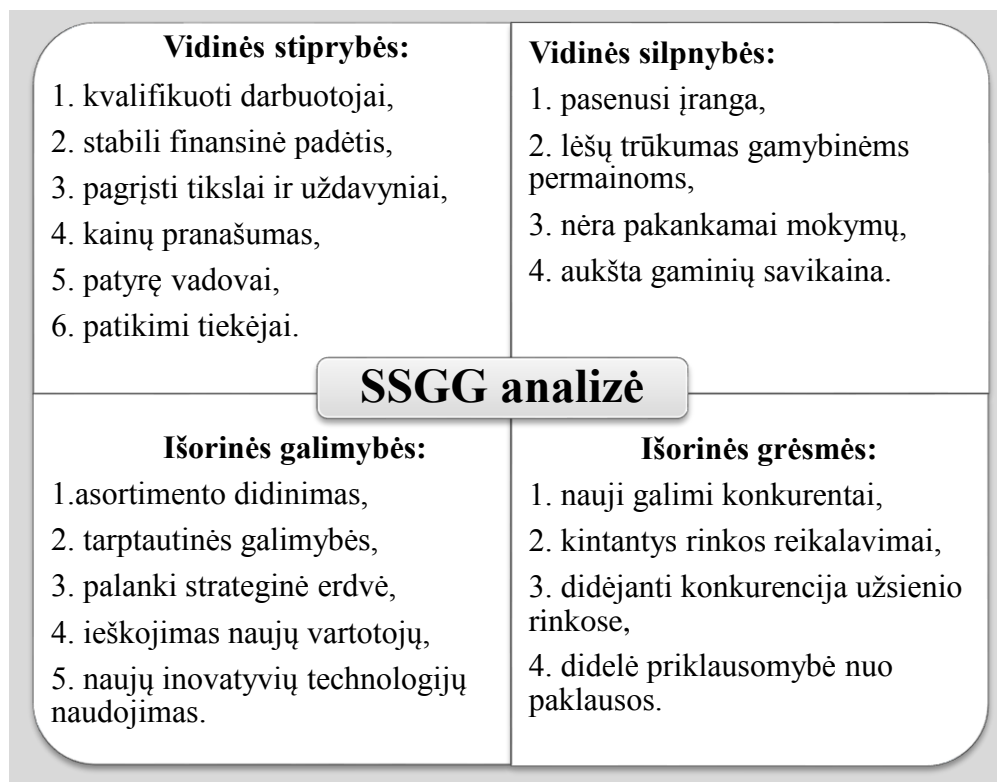 Vidinės stiprybės:
1. kvalifikuoti darbuotojai,
2. stabili finansinė padėtis,
3. pagrįsti tikslai ir uždavyniai,
4. kainų pranašumas,
5. patyrę vadovai,
6. patikimi tiekėjai.
Vidinės silpnybės:
1. pasenusi įranga,
2. lėšų trūkumas gamybinėms
permainoms,
3. nėra pakankamai mokymų,
4. aukšta gaminių savikaina.
SSGG analizė
Išorinės galimybės:
1.asortimento didinimas,
2. tarptautinės galimybės,
3. palanki strateginė erdvė,
4. ieškojimas naujų vartotojų,
5. naujų inovatyvių technologijų
naudojimas.
Išorinės grėsmės:
1. nauji galimi konkurentai,
2. kintantys rinkos reikalavimai,
3. didėjanti konkurencija užsienio
rinkose,
4. didelė priklausomybė nuo
paklausos.